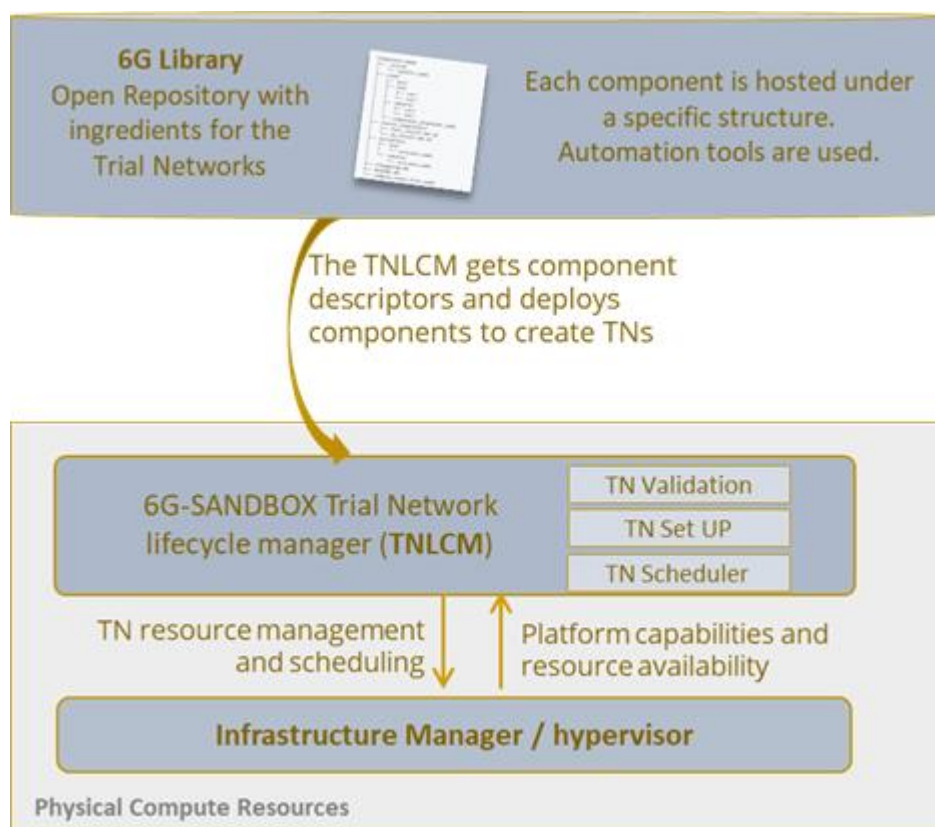 6G Library
Open Repository with
ingredients for the
Trial Networks
Each component is hosted under
a specific structure.
Automation tools are used.
The TNLCM gets component
descriptors and deploys
components to create TNs
6G-SANDBOX Trial Network
lifecycle manager (TNLCM)
TN Validation
TN Set UP
TN Scheduler
TN resource management
and scheduling
Platform capabilities and
resource availability
Infrastructure Manager / hypervisor
Physical Compute Resources